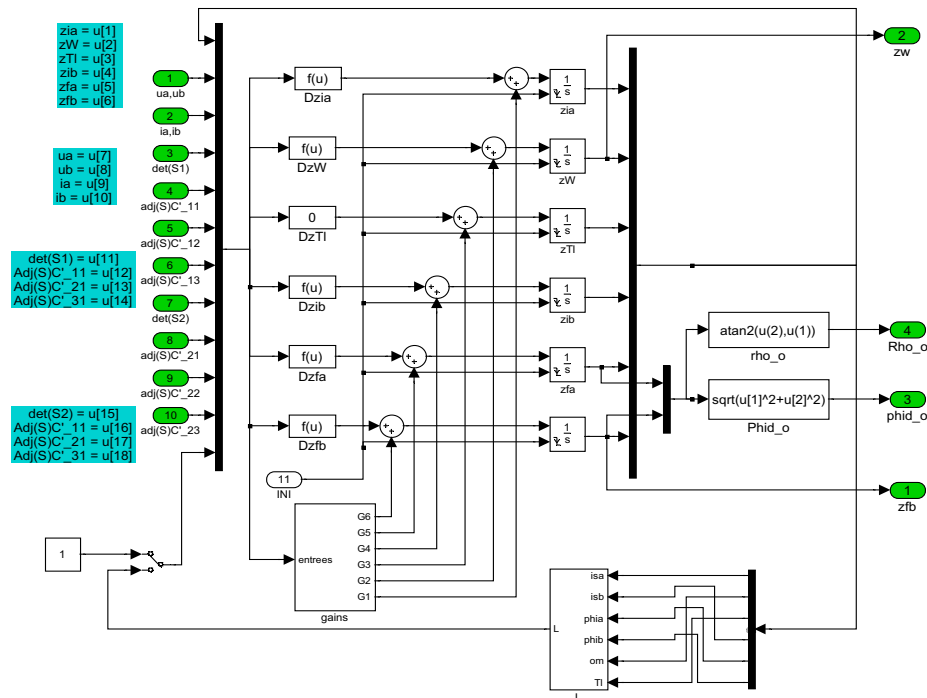 zia = u[1]
zW = u[2]
zTl = u[3]
zib = u[4]
zfa = u[5]
zfb = u[6]
ua = u[7]
ub = u[8]
ia = u[9]
ib = u[10]
det(S1) = u[11]
Adj(S)C'_11 = u[12]
Adj(S)C'_21 = u[13]
Adj(S)C'_31 = u[14]
det(S2) = u[15]
Adj(S)C'_11 = u[16]
Adj(S)C'_21 = u[17]
Adj(S)C'_31 = u[18]
1
ua,ub
2
ia,ib
3
det(S1)
4
adj(S)C'_11
5
adj(S)C'_12
6
adj(S)C'_13
7
det(S2)
8
adj(S)C'_21
9
adj(S)C'_22
10
adj(S)C'_23
1
f(u)
Dzia
f(u)
DzW
0
DzTl
f(u)
Dzib
f(u)
Dzfa
f(u)
Dzfb
11
INI
entrees
G6
G5
G4
G3
G2
G1
gains
+
+
+
+
+
+
+
+
+
+
+
+
1
s
zia
1
s
zW
1
s
zTl
1
s
zib
1
s
zfa
1
s
zfb
2
zw
atan2(u(2),u(1))
rho_o
4
Rho_o
sqrt(u[1]^2+u[2]^2)
Phid_o
3
phid_o
1
zfb
L
isa
isb
phia
phib
om
Tl